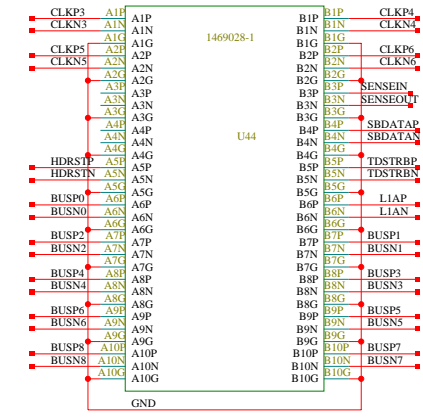 CLKP3 A1P A1P B1P B1P CLKP4
CLKN3 A1N A1N 1469028-1 B1N B1N CLKN4
A1G A1G B1G B1G
CLKP5 A2P A2P B2P B2P CLKP6
CLKN5 A2N A2N B2N B2N CLKN6
A2G A2G B2G B2G
A3P A3P B3P B3P SENSEIN
A3N A3N B3N B3N SENSEOUT
A3G A3G B3G B3G
A4P A4P B4P B4P SBDATAP
A4N A4N U44 B4N B4N SBDATAN
A4G A4G B4G B4G
HDRSTP A5P A5P B5P B5P TDSTRBP
HDRSTN A5N A5N B5N B5N TDSTRBN
A5G A5G B5G B5G
BUSP0 A6P A6P B6P B6P L1AP
BUSN0 A6N A6N B6N B6N L1AN
A6G A6G B6G B6G
BUSP2 A7P A7P B7P B7P BUSP1
BUSN2 A7N A7N B7N B7N BUSN1
A7G A7G B7G B7G
BUSP4 A8P A8P B8P B8P BUSP3
BUSN4 A8N A8N B8N B8N BUSN3
A8G A8G B8G B8G
BUSP6 A9P A9P B9P B9P BUSP5
BUSN6 A9N A9N B9N B9N BUSN5
A9G A9G B9G B9G
BUSP8 A10P A10P B10P B10P BUSP7
BUSN8 A10N A10N B10N B10N BUSN7
A10G A10G B10G B10G
GND